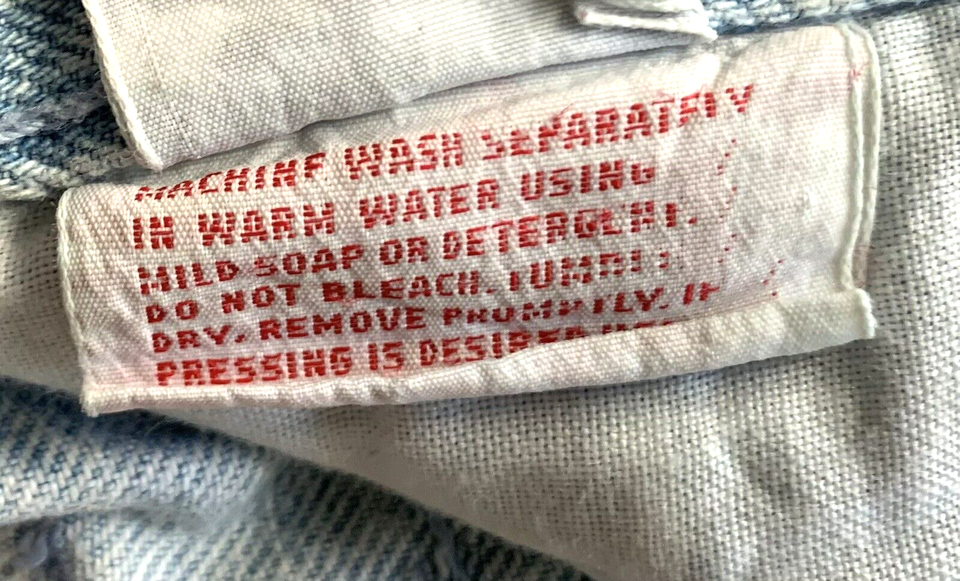 MACHINE WASH SEPARATELY
IN WARM WATER USING
MILD SOAP OR DETERGENT.
DO NOT BLEACH. TUMBLE
DRY, REMOVE PROMPTLY. IF
PRESSING IS DESIRED